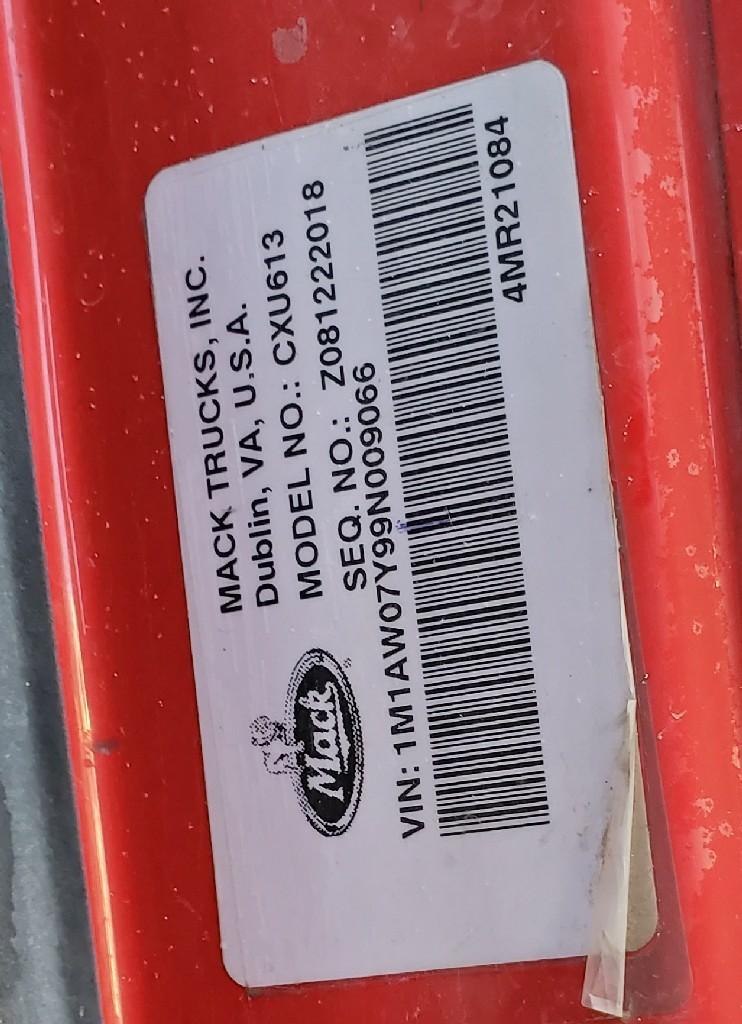 MACK TRUCKS, INC.
Dublin, VA, U.S.A.
MODEL NO.: CXU613
SEQ. NO.: Z081222018
Mack
®
VIN: 1M1AW07Y99N009066
4MR21084